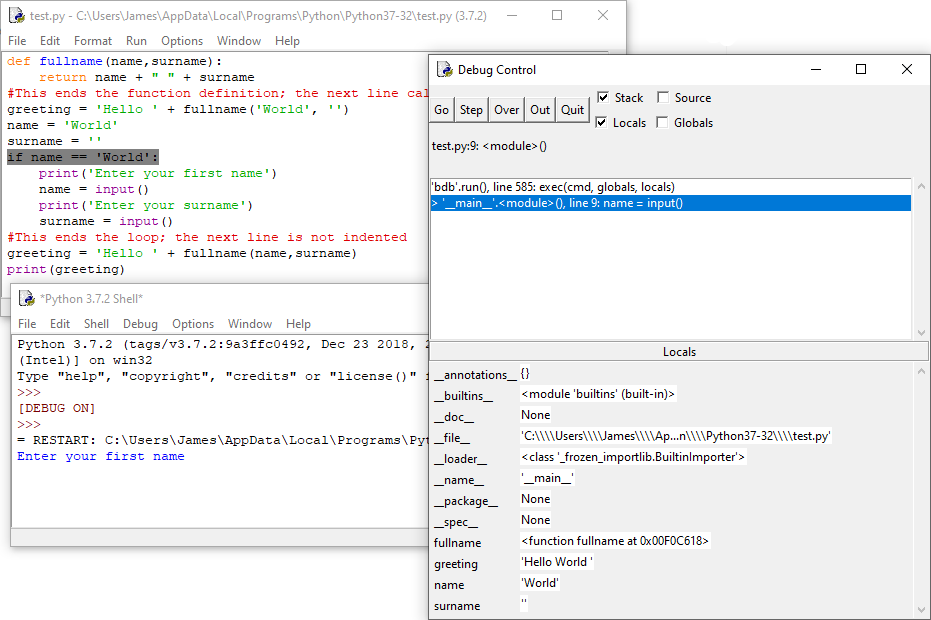 test.py - C:\Users\James\AppData\Local\Programs\Python\Python37-32\test.py (3.7.2)
File Edit Format Run Options Window Help
def fullname(name,surname):
    return name + " " + surname
#This ends the function definition; the next line cal
greeting = 'Hello ' + fullname('World', '')
name = 'World'
surname = ''
if name == 'World':
    print('Enter your first name')
    name = input()
    print('Enter your surname')
    surname = input()
#This ends the loop; the next line is not indented
greeting = 'Hello ' + fullname(name,surname)
print(greeting)
*Python 3.7.2 Shell*
File Edit Shell Debug Options Window Help
Python 3.7.2 (tags/v3.7.2:9a3ffc0492, Dec 23 2018, 2
(Intel)] on win32
Type "help", "copyright", "credits" or "license()"
>>>
[DEBUG ON]
>>>
= RESTART: C:\Users\James\AppData\Local\Programs\Pyt
Enter your first name
Debug Control
Go Step Over Out Quit
Stack Source
Locals Globals
test.py:9: <module>()
'bdb'.run(), line 585: exec(cmd, globals, locals)
> '__main__'.<module>(), line 9: name = input()
Locals
__annotations__ {}
__builtins__ <module 'builtins' (built-in)>
__doc__ None
__file__ 'C:\\\\Users\\\\James\\\\Ap...n\\\\Python37-32\\\\test.py'
__loader__ <class '_frozen_importlib.BuiltinImporter'>
__name__ '__main__'
__package__ None
__spec__ None
fullname <function fullname at 0x00F0C618>
greeting 'Hello World '
name 'World'
surname ''